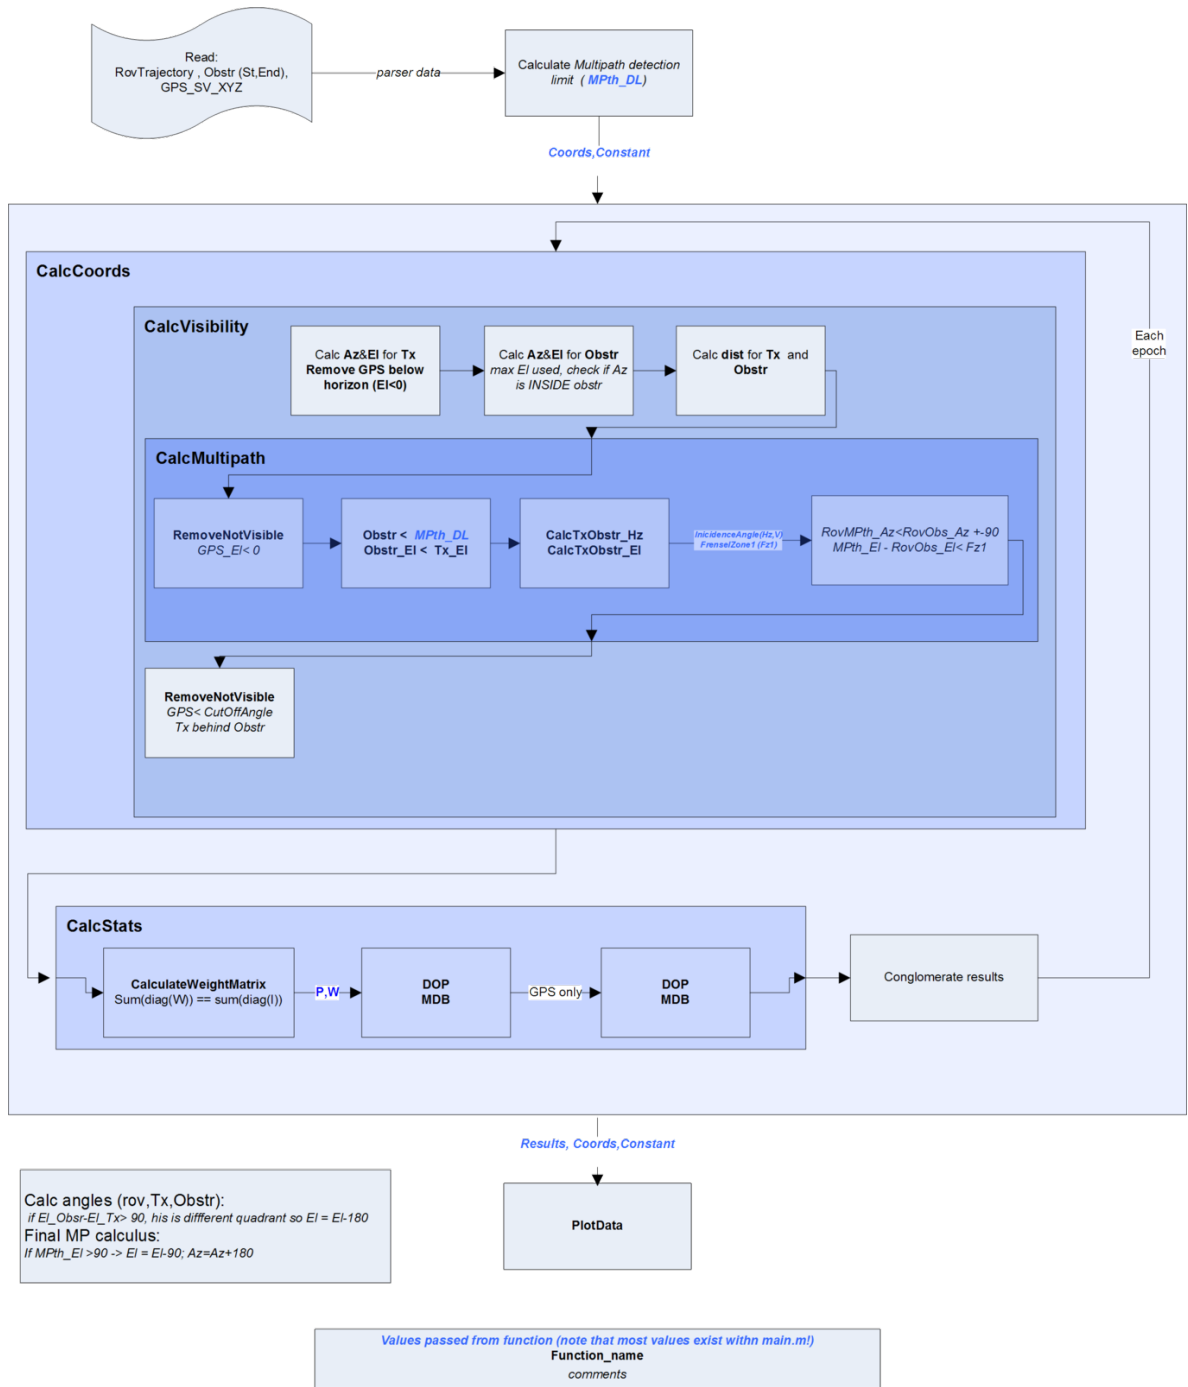 Read:
RovTrajectory , Obstr (St,End),
GPS_SV_XYZ
parser data
Calculate Multipath detection
limit ( MPth_DL)
Coords,Constant
Each
epoch
CalcCoords
CalcVisibility
Calc Az&El for Tx
Remove GPS below
horizon (El<0)
Calc Az&El for Obstr
max El used, check if Az
is INSIDE obstr
Calc dist for Tx and
Obstr
CalcMultipath
RemoveNotVisible
GPS_El< 0
Obstr < MPth_DL
Obstr_El < Tx_El
CalcTxObstr_Hz
CalcTxObstr_El
InicidenceAngle(Hz,V)
FrenselZone1 (Fz1)
RovMPth_Az<RovObs_Az +-90
MPth_El - RovObs_El< Fz1
RemoveNotVisible
GPS< CutOffAngle
Tx behind Obstr
CalcStats
CalculateWeightMatrix
Sum(diag(W)) == sum(diag(I))
P,W
DOP
MDB
GPS only
DOP
MDB
Conglomerate results
Results, Coords,Constant
Calc angles (rov,Tx,Obstr):
if El_Obsr-El_Tx> 90, his is diffferent quadrant so El = El-180
Final MP calculus:
If MPth_El >90 -> El = El-90; Az=Az+180
PlotData
Values passed from function (note that most values exist withn main.m!)
Function_name
comments